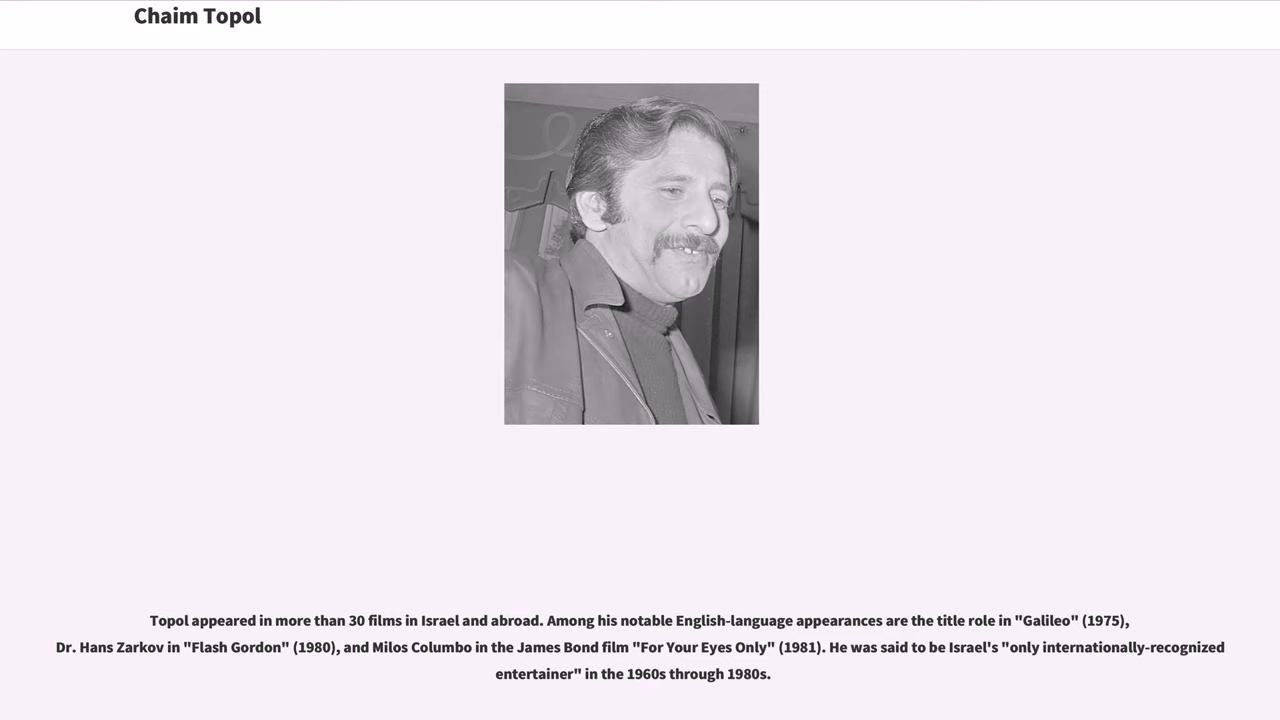 Chaim Topol
Topol appeared in more than 30 films in Israel and abroad. Among his notable English-language appearances are the title role in "Galileo" (1975),
Dr. Hans Zarkov in "Flash Gordon" (1980), and Milos Columbo in the James Bond film "For Your Eyes Only" (1981). He was said to be Israel's "only internationally-recognized
entertainer" in the 1960s through 1980s.